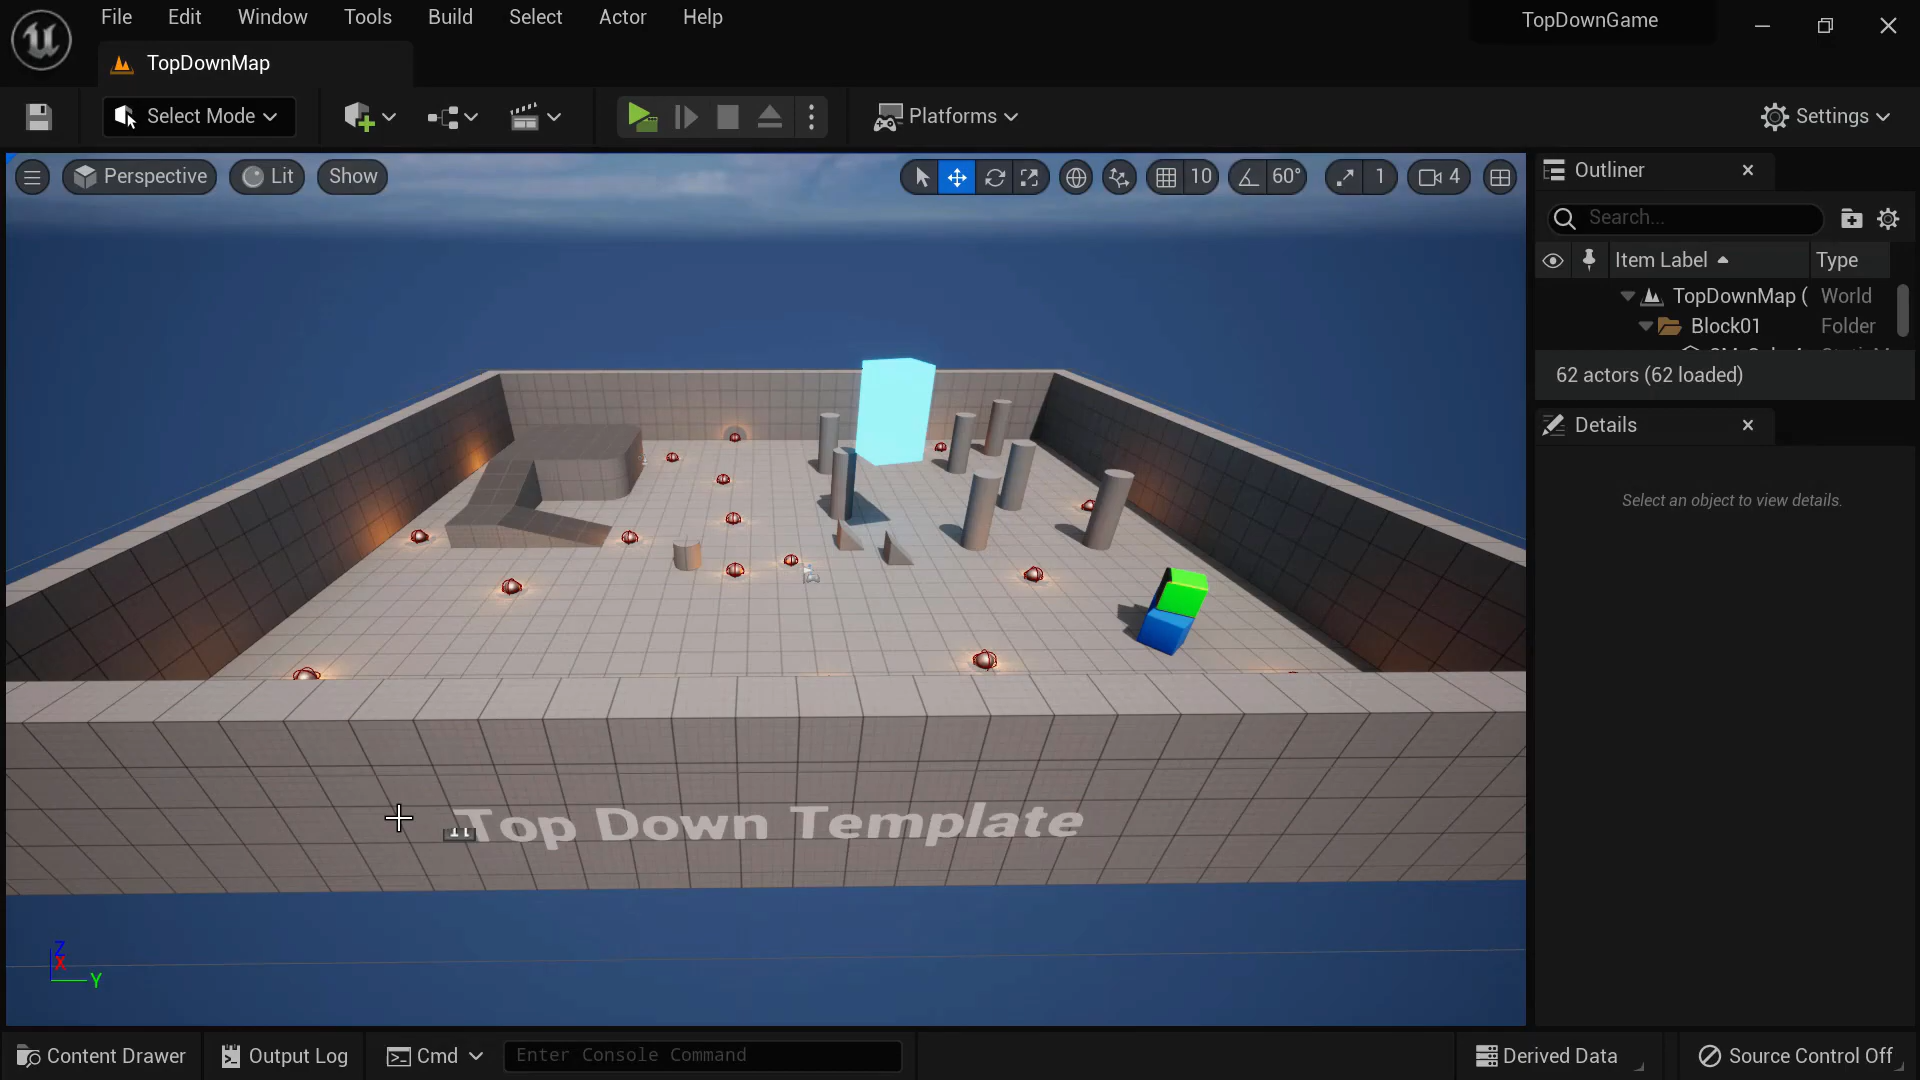 File Edit Window Tools Build Select Actor Help
TopDownGame
TopDownMap
Select Mode
Platforms
Settings
Perspective
Lit
Show
10
60°
1
4
Outliner
Search...
Item Label
Type
TopDownMap (
World
Block01
Folder
62 actors (62 loaded)
Details
Select an object to view details.
Top Down Template
Z
X
Y
Content Drawer
Output Log
Cmd
Enter Console Command
Derived Data
Source Control Off